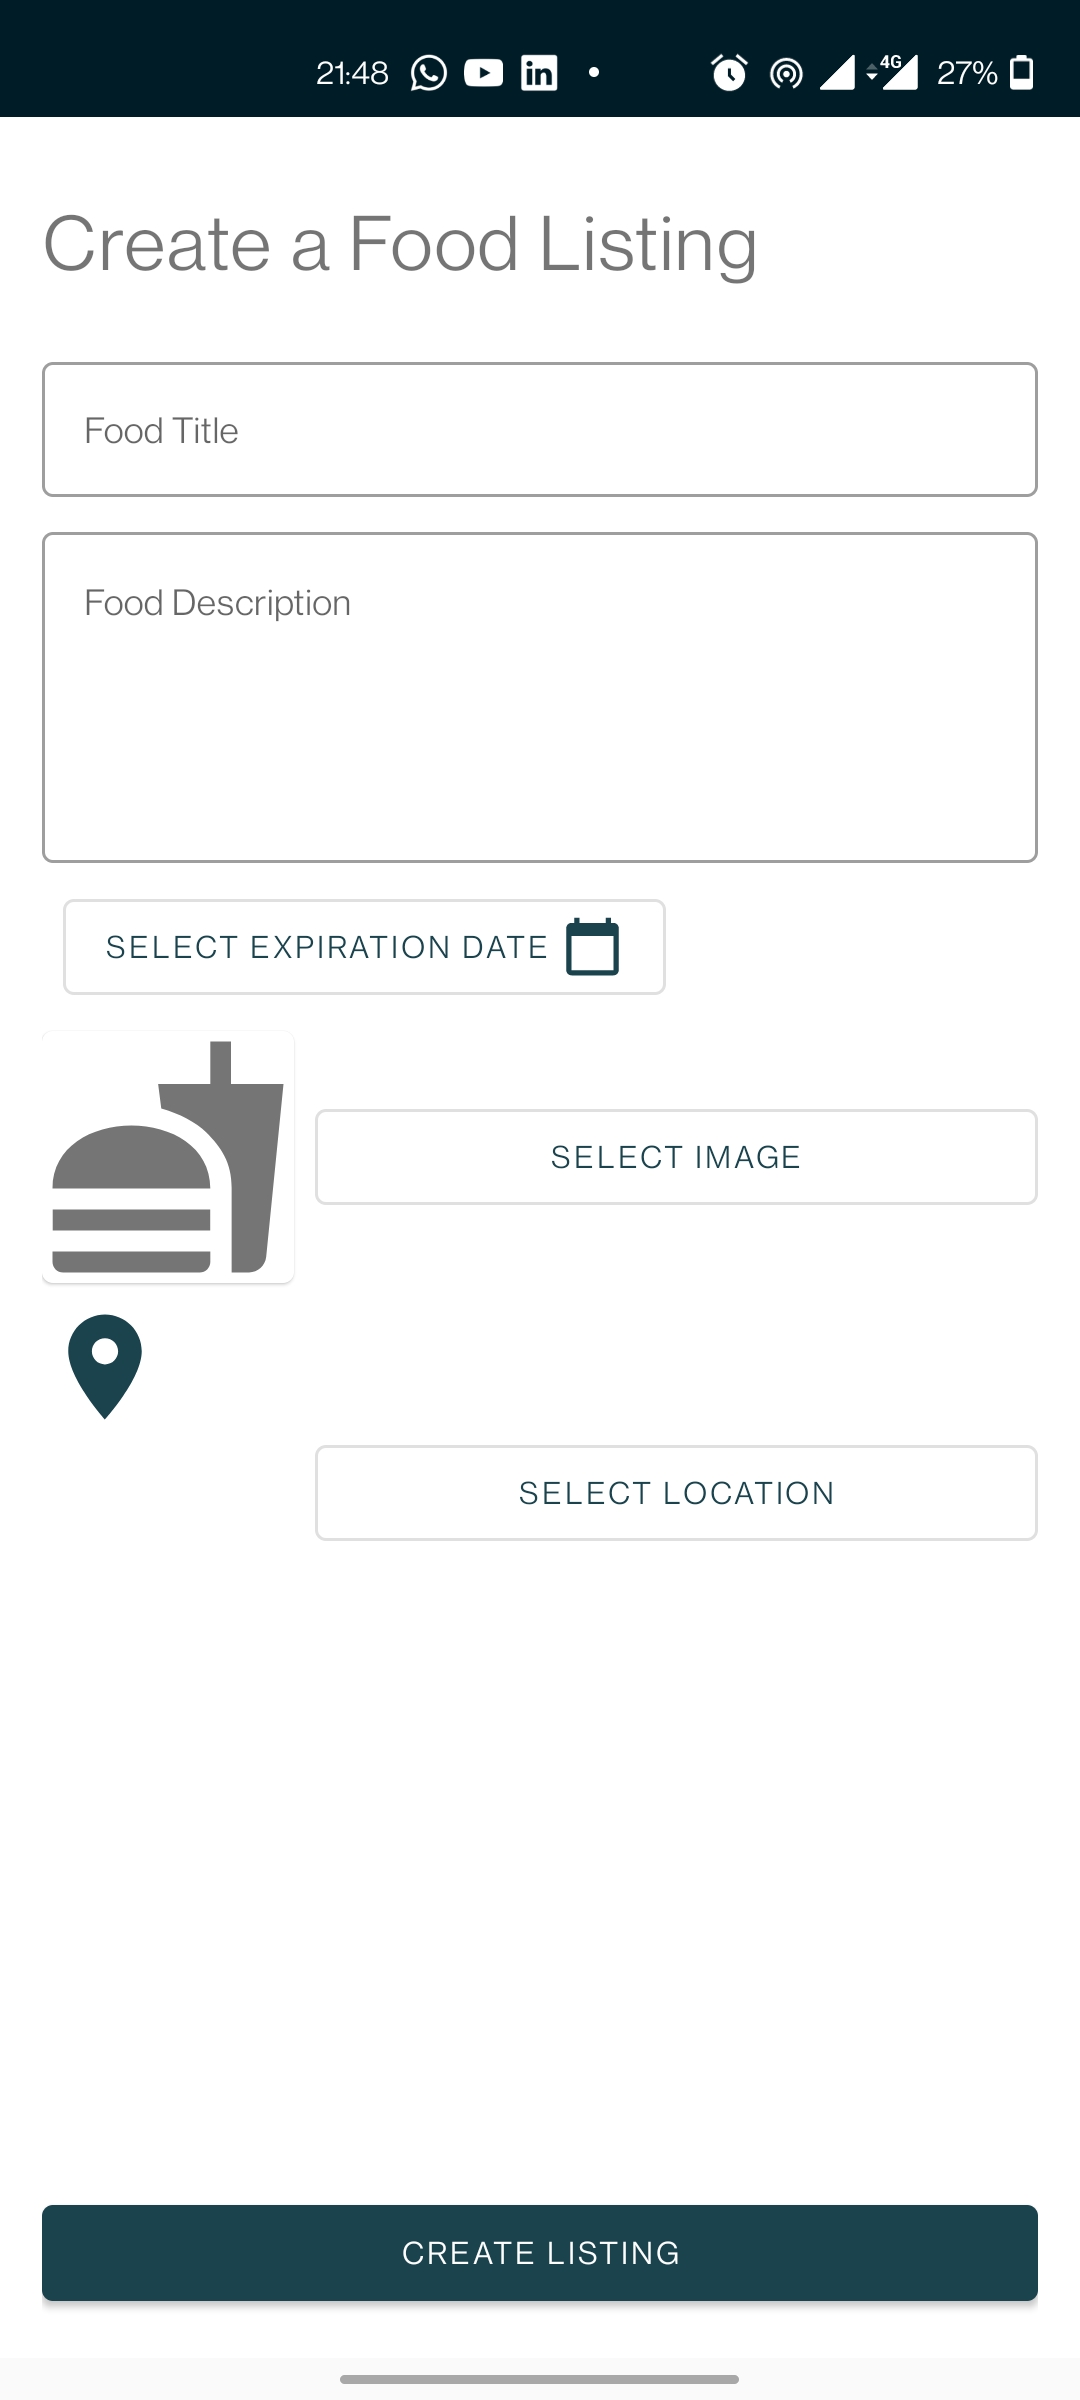 21:48 in 4G 27%
Create a Food Listing
Food Title
Food Description
SELECT EXPIRATION DATE
SELECT IMAGE
SELECT LOCATION
CREATE LISTING